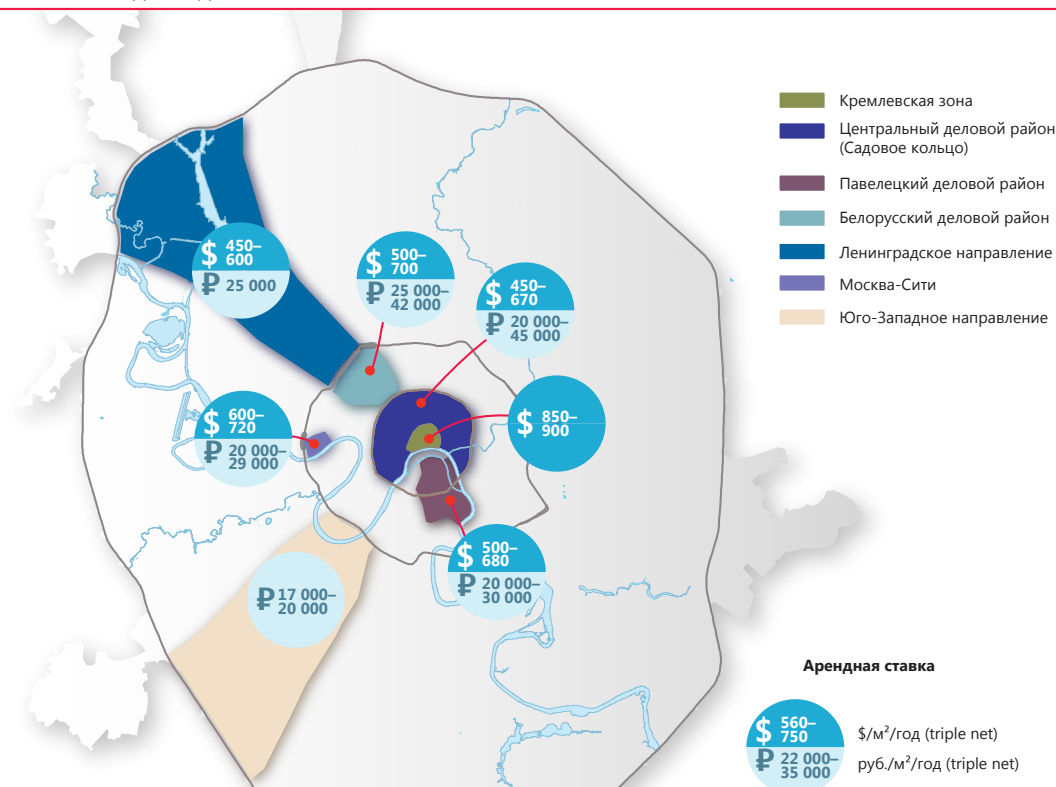 Кремлевская зона
Центральный деловой район
(Садовое кольцо)
Павелецкий деловой район
Белорусский деловой район
Ленинградское направление
Москва-Сити
Юго-Западное направление
$ 450–
600
₽ 25 000
$ 500–
700
₽ 25 000–
42 000
$ 450–
670
₽ 20 000–
45 000
$ 600–
720
₽ 20 000–
29 000
$ 850–
900
$ 500–
680
₽ 20 000–
30 000
₽ 17 000–
20 000
Арендная ставка
$ 560–
750
₽ 22 000–
35 000
$/м²/год (triple net)
руб./м²/год (triple net)